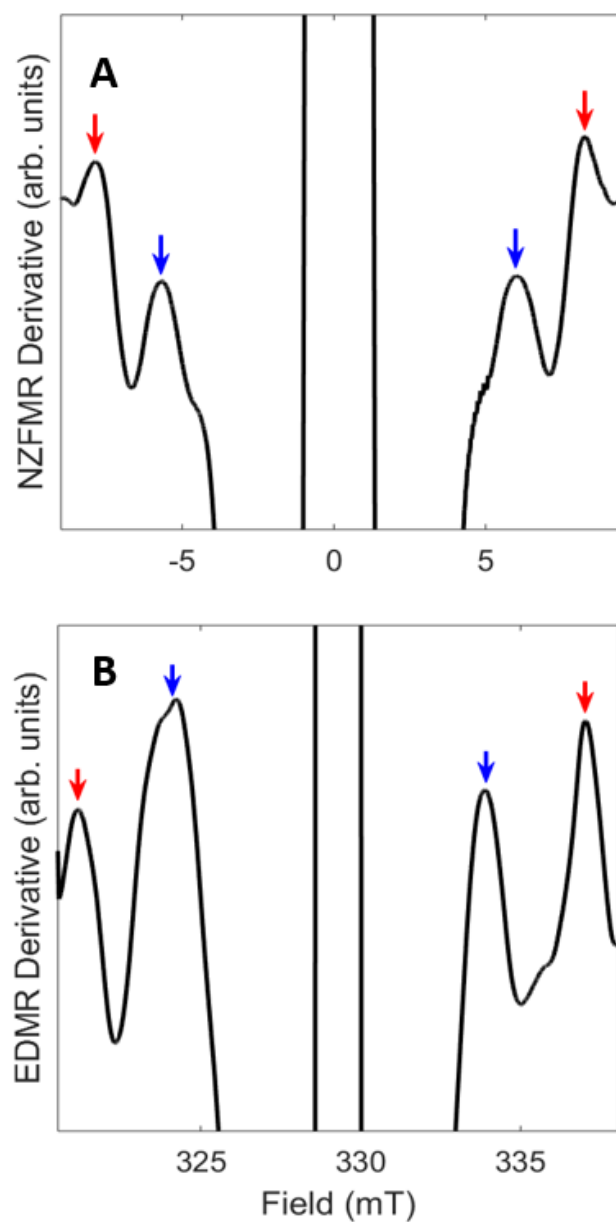 A
NZFMR Derivative (arb. units)
-5 0 5
B
EDMR Derivative (arb. units)
325 330 335
Field (mT)